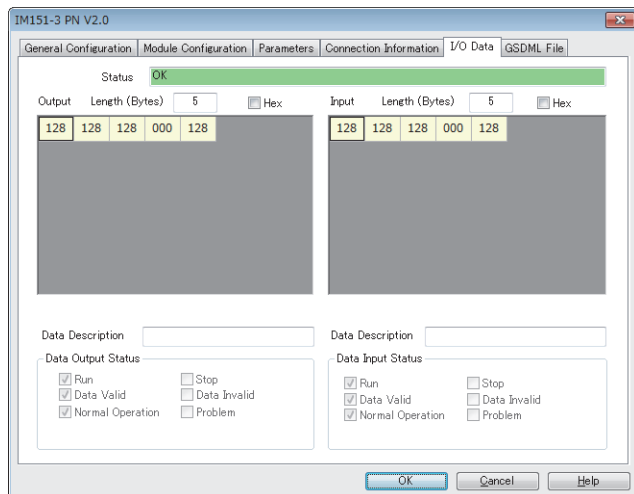 IM151-3 PN V2.0
General Configuration Module Configuration Parameters Connection Information I/O Data GSDML File
Status OK
Output Length (Bytes) 5 Hex Input Length (Bytes) 5 Hex
128 128 128 000 128 128 128 128 000 128
Data Description Data Description
Data Output Status Data Input Status
Run Stop Run Stop
Data Valid Data Invalid Data Valid Data Invalid
Normal Operation Problem Normal Operation Problem
OK Cancel Help